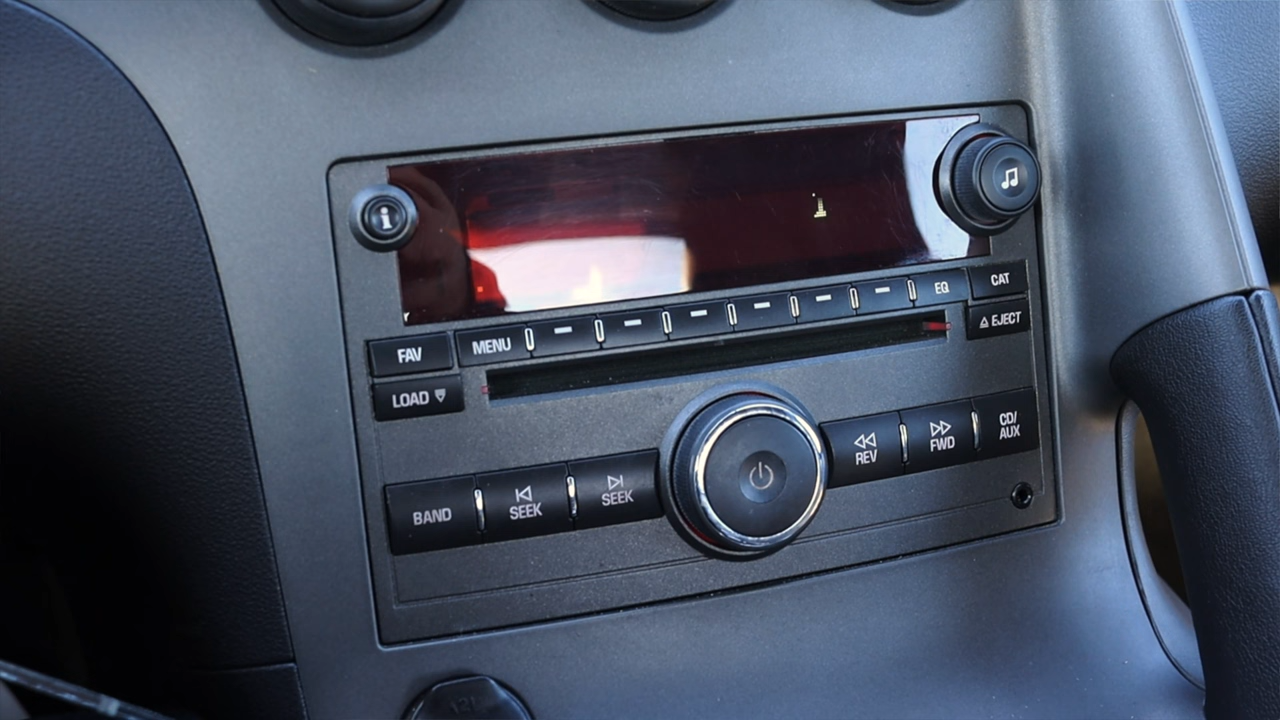 i
FAV
MENU
EQ
CAT
LOAD
EJECT
BAND
SEEK
SEEK
REV
FWD
CD/
AUX